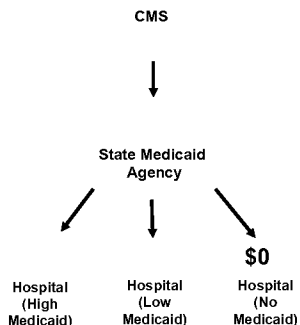 CMS
State Medicaid
Agency
$0
Hospital
(High
Medicaid)
Hospital
(Low
Medicaid)
Hospital
(No
Medicaid)